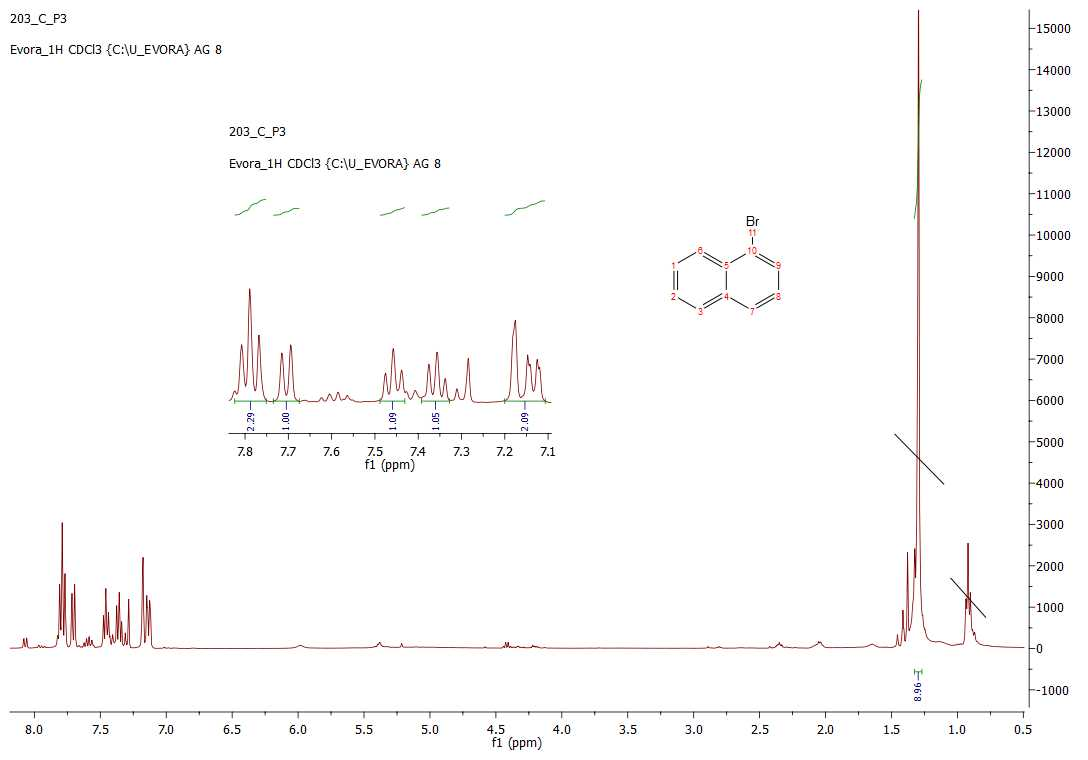 203_C_P3
Evora_1H CDCl3 {C:\U_EVORA} AG 8
203_C_P3
Evora_1H CDCl3 {C:\U_EVORA} AG 8
2.29
1.00
1.09
1.05
2.09
7.8 7.7 7.6 7.5 7.4 7.3 7.2 7.1
f1 (ppm)
Br
11
6 10
1 5 9
2 4 8
3 7
15000
14000
13000
12000
11000
10000
9000
8000
7000
6000
5000
4000
3000
2000
1000
0
-1000
8.96
8.0 7.5 7.0 6.5 6.0 5.5 5.0 4.5 4.0 3.5 3.0 2.5 2.0 1.5 1.0 0.5
f1 (ppm)